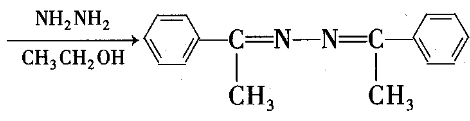 NH₂NH₂
CH₃CH₂OH
C=N—N=C
CH₃ CH₃